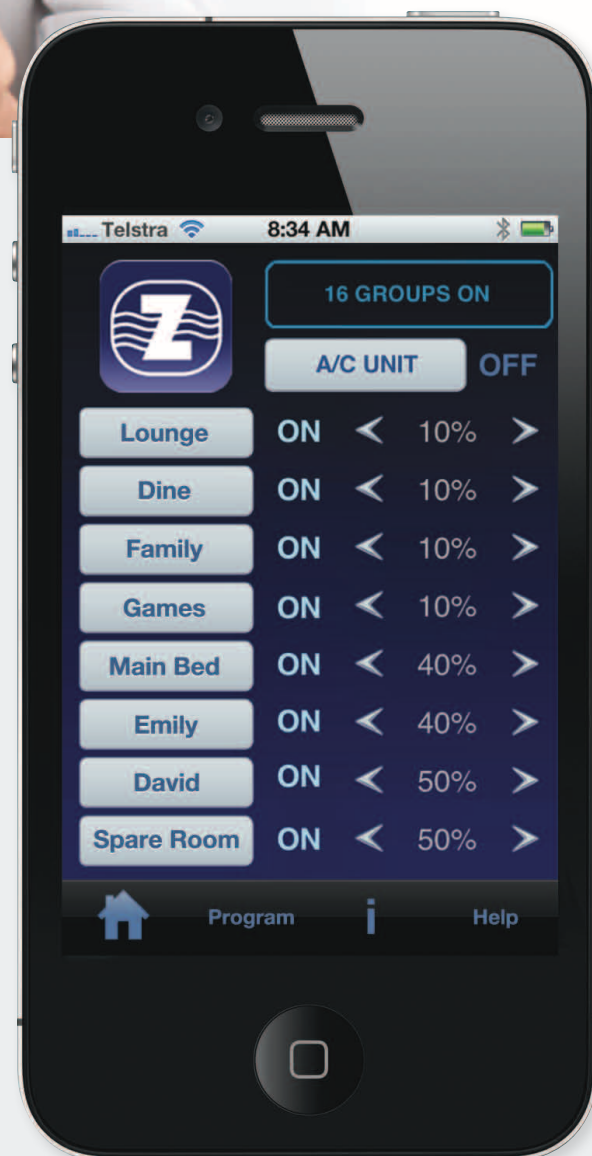 Telstra 8:34 AM
Z
16 GROUPS ON
A/C UNIT OFF
Lounge ON < 10% >
Dine ON < 10% >
Family ON < 10% >
Games ON < 10% >
Main Bed ON < 40% >
Emily ON < 40% >
David ON < 50% >
Spare Room ON < 50% >
Program i Help